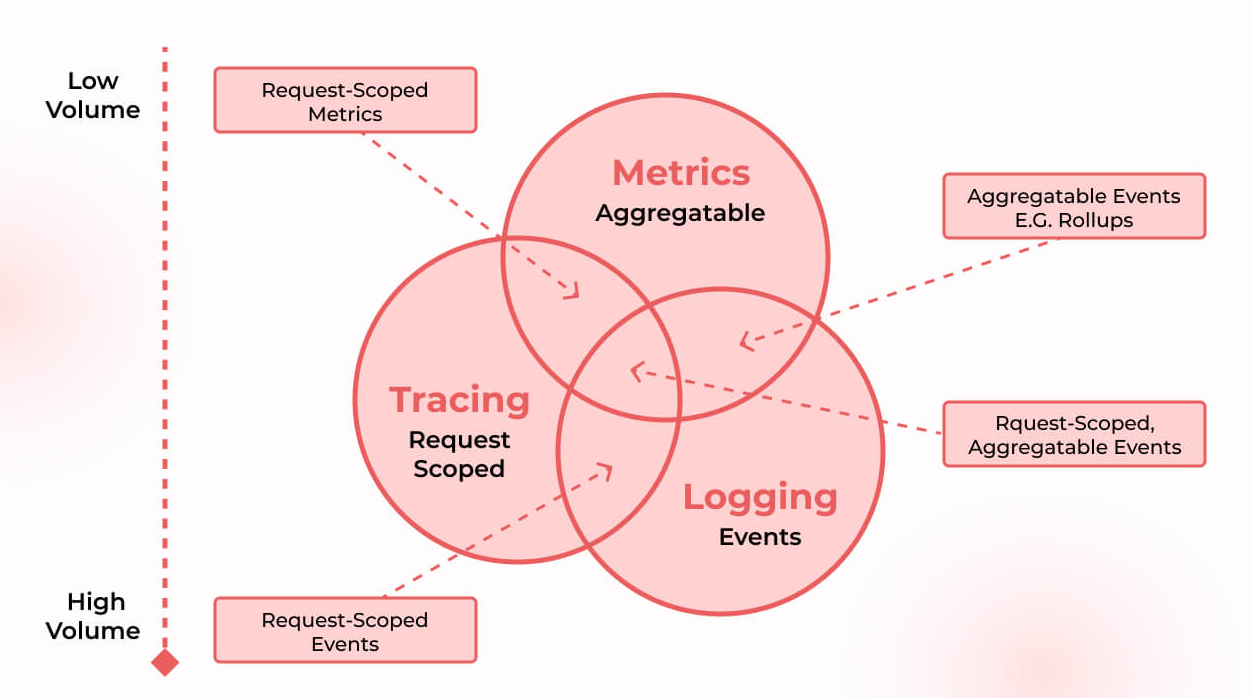 Low
Volume
Request-Scoped
Metrics
Metrics
Aggregatable
Aggregatable Events
E.G. Rollups
Tracing
Request
Scoped
Rquest-Scoped,
Aggregatable Events
Logging
Events
High
Volume
Request-Scoped
Events